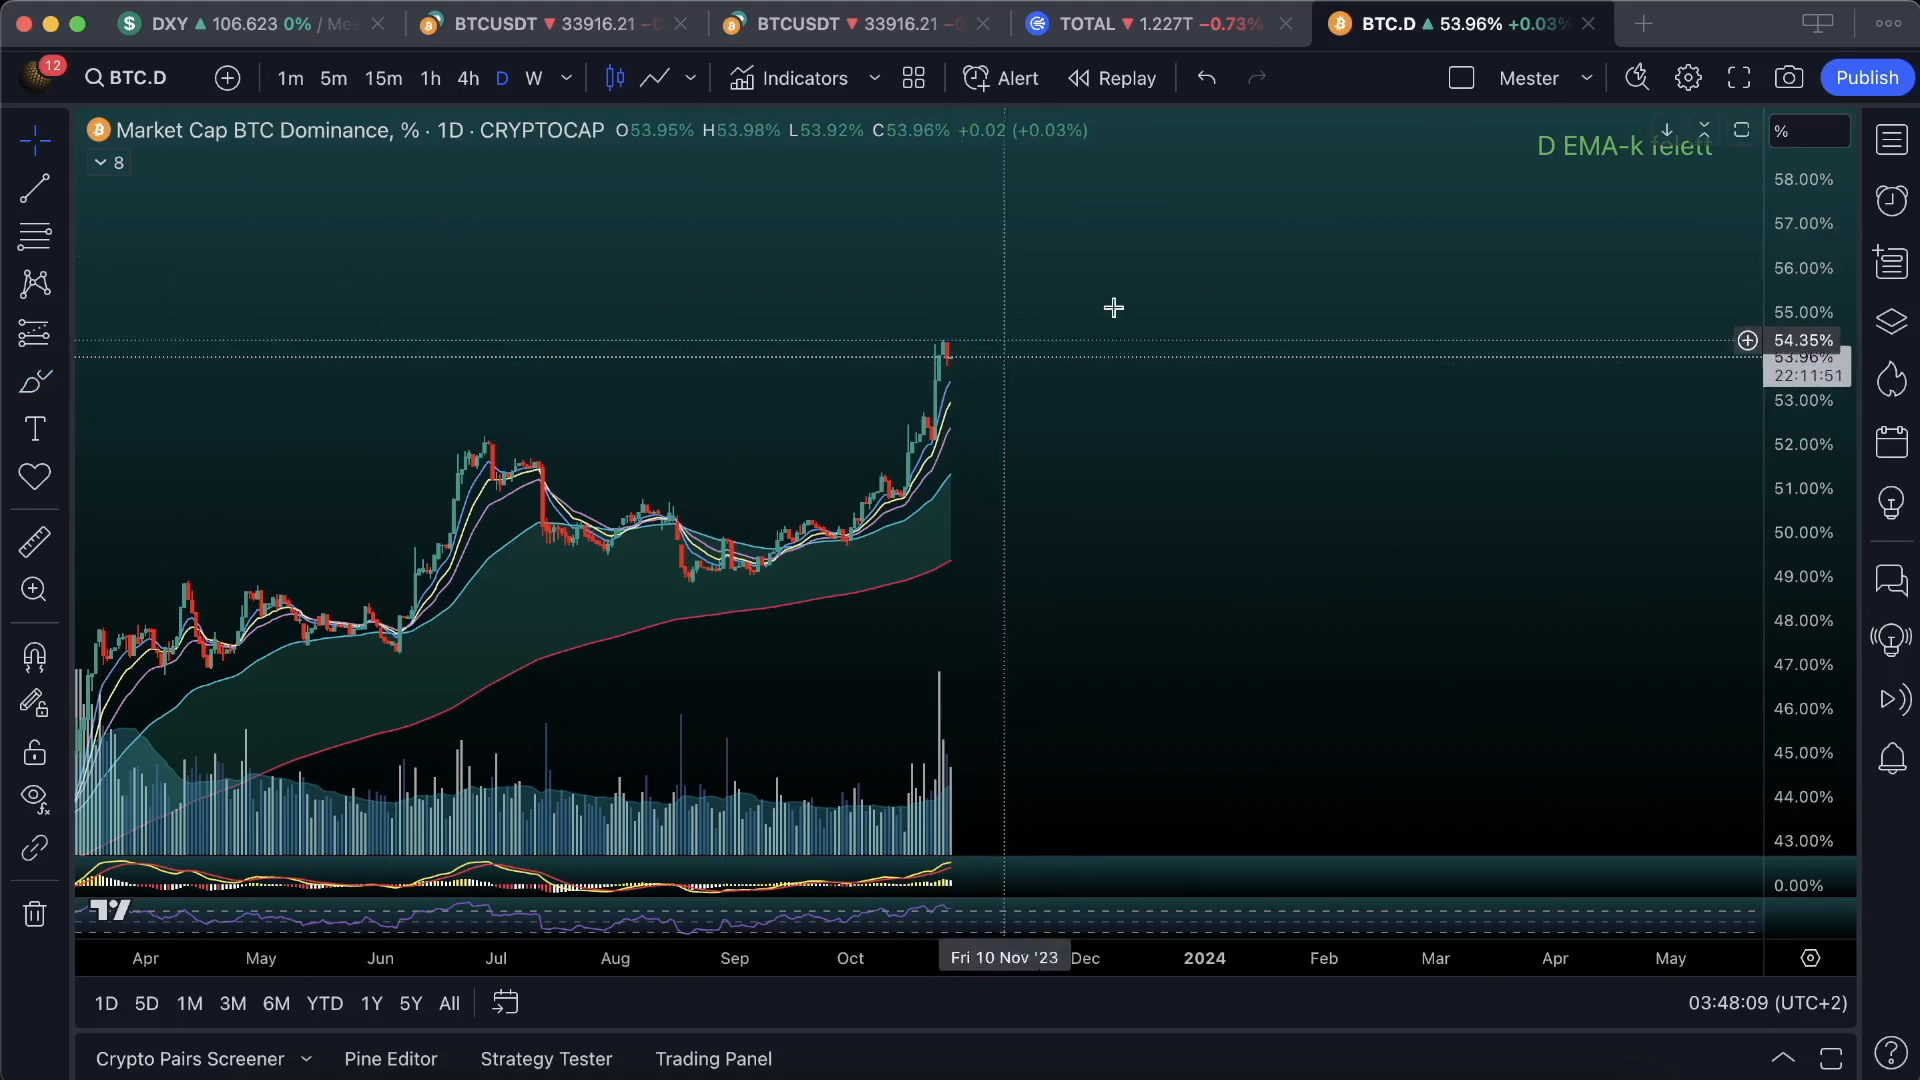 DXY 106.623 0% / Mes
BTCUSDT 33916.21
BTCUSDT 33916.21
TOTAL 1.227T −0.73%
BTC.D 53.96% +0.03%
12
BTC.D
1m 5m 15m 1h 4h D W
Indicators
Alert
Replay
Mester
Publish
Market Cap BTC Dominance, % · 1D · CRYPTOCAP O53.95% H53.98% L53.92% C53.96% +0.02 (+0.03%)
8
D EMA-k felett
%
58.00%
57.00%
56.00%
55.00%
54.35%
53.96%
22:11:51
53.00%
52.00%
51.00%
50.00%
49.00%
48.00%
47.00%
46.00%
45.00%
44.00%
43.00%
0.00%
Apr May Jun Jul Aug Sep Oct Fri 10 Nov '23 Dec 2024 Feb Mar Apr May
1D 5D 1M 3M 6M YTD 1Y 5Y All
03:48:09 (UTC+2)
Crypto Pairs Screener Pine Editor Strategy Tester Trading Panel